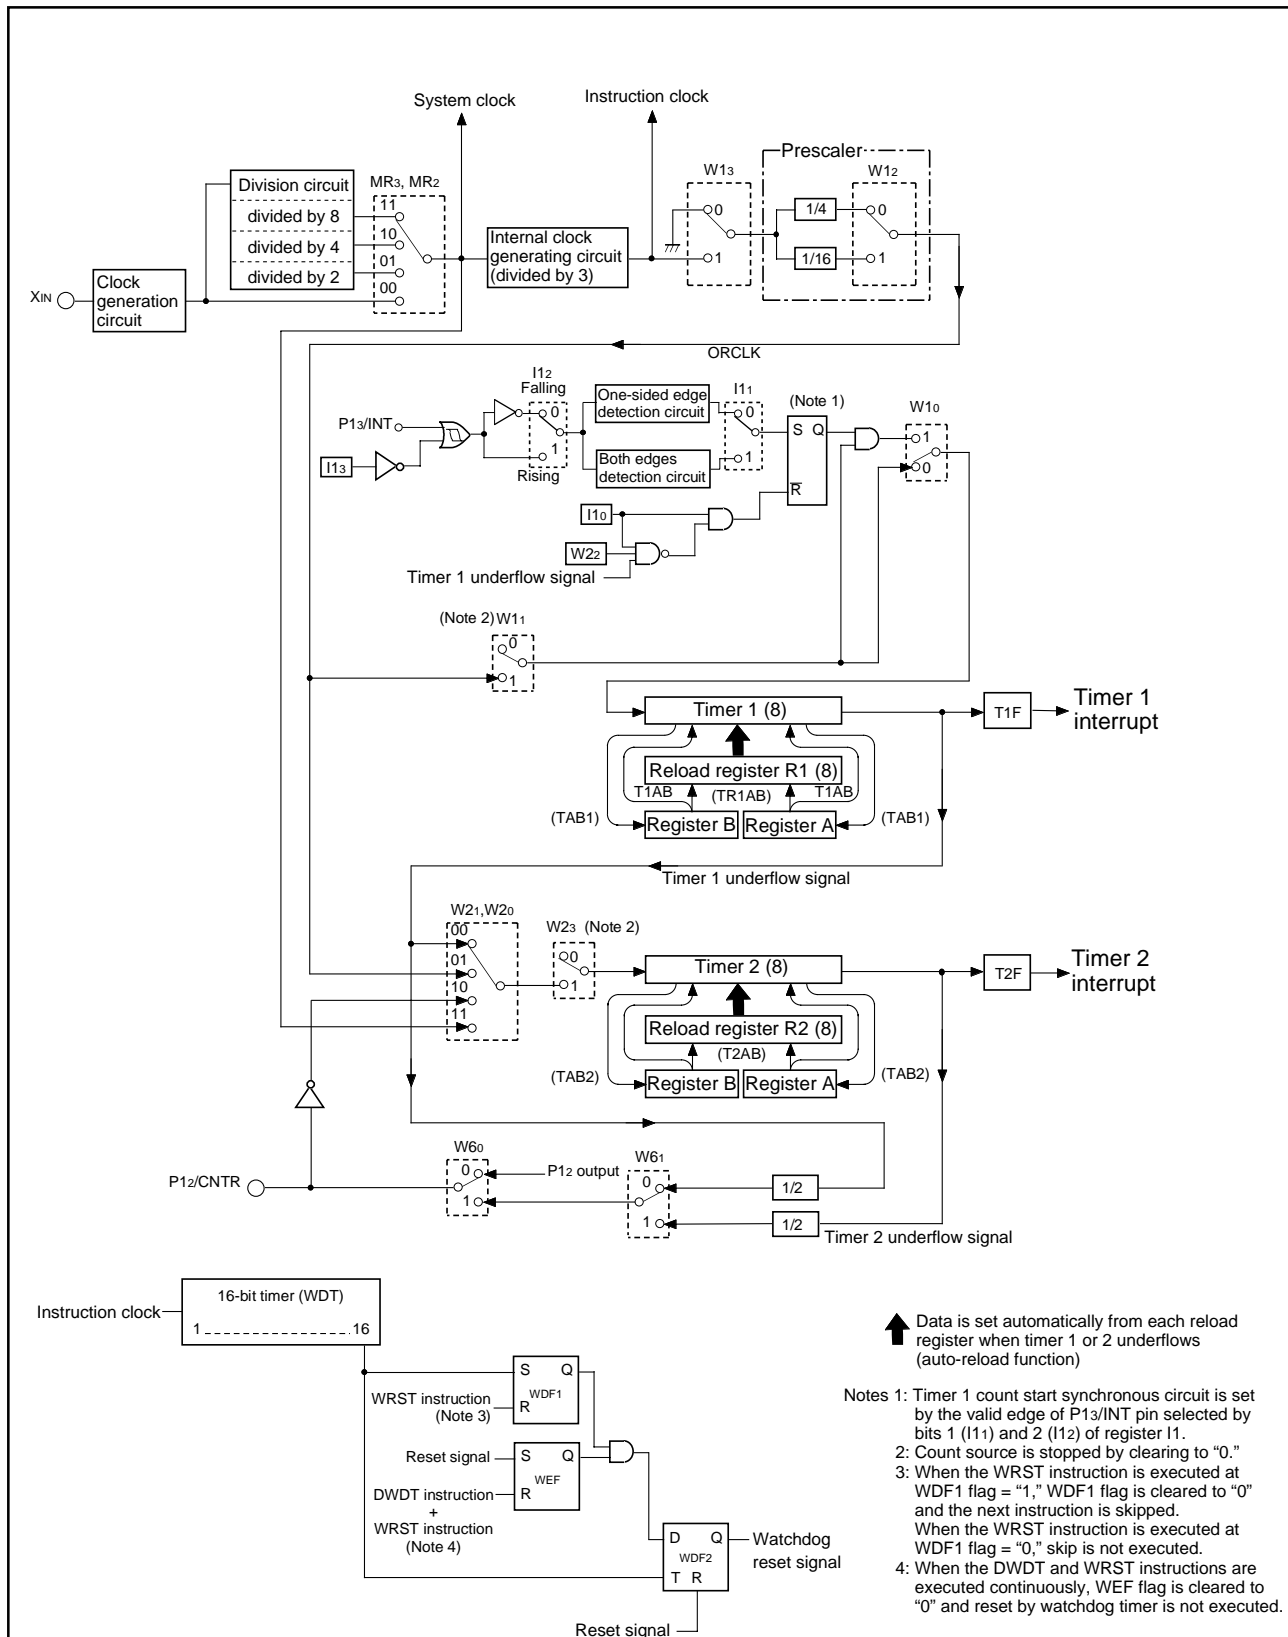 System clock
Instruction clock
Prescaler
W13
W12
Division circuit
MR3, MR2
divided by 8
11
divided by 4
10
divided by 2
01
00
XIN
Clock
generation
circuit
Internal clock
generating circuit
(divided by 3)
0
1
1/4
1/16
0
1
ORCLK
I12
Falling
0
1
Rising
One-sided edge
detection circuit
Both edges
detection circuit
I11
0
1
(Note 1)
S Q
R
W10
1
0
P13/INT
I13
I10
W22
Timer 1 underflow signal
(Note 2) W11
0
1
Timer 1 (8)
T1F
Timer 1
interrupt
Reload register R1 (8)
T1AB
(TR1AB)
T1AB
(TAB1)
Register B
Register A
(TAB1)
Timer 1 underflow signal
W21,W20
00
01
10
11
W23 (Note 2)
0
1
Timer 2 (8)
T2F
Timer 2
interrupt
Reload register R2 (8)
(T2AB)
(TAB2)
Register B
Register A
(TAB2)
W60
0
1
P12 output
W61
0
1
1/2
1/2
P12/CNTR
Timer 2 underflow signal
Instruction clock
16-bit timer (WDT)
1 16
S Q
WDF1
R
WRST instruction
(Note 3)
Reset signal
S Q
WEF
R
DWDT instruction
+
WRST instruction
(Note 4)
D Q
WDF2
T R
Watchdog
reset signal
Reset signal
Data is set automatically from each reload
register when timer 1 or 2 underflows
(auto-reload function)
Notes 1: Timer 1 count start synchronous circuit is set
by the valid edge of P13/INT pin selected by
bits 1 (I11) and 2 (I12) of register I1.
2: Count source is stopped by clearing to “0.”
3: When the WRST instruction is executed at
WDF1 flag = “1,” WDF1 flag is cleared to “0”
and the next instruction is skipped.
When the WRST instruction is executed at
WDF1 flag = “0,” skip is not executed.
4: When the DWDT and WRST instructions are
executed continuously, WEF flag is cleared to
“0” and reset by watchdog timer is not executed.